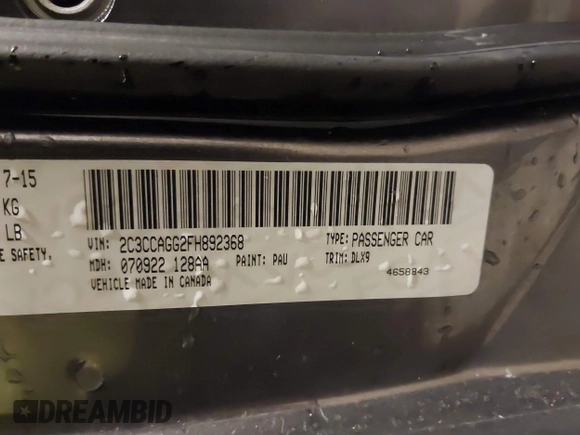 7-15
KG
LB
E SAFETY,
VIN: 2C3CCAGG2FH892368 TYPE: PASSENGER CAR
MDH: 070922 128AA PAINT: PAU TRIM: DLX9
VEHICLE MADE IN CANADA 4658843
DREAMBID